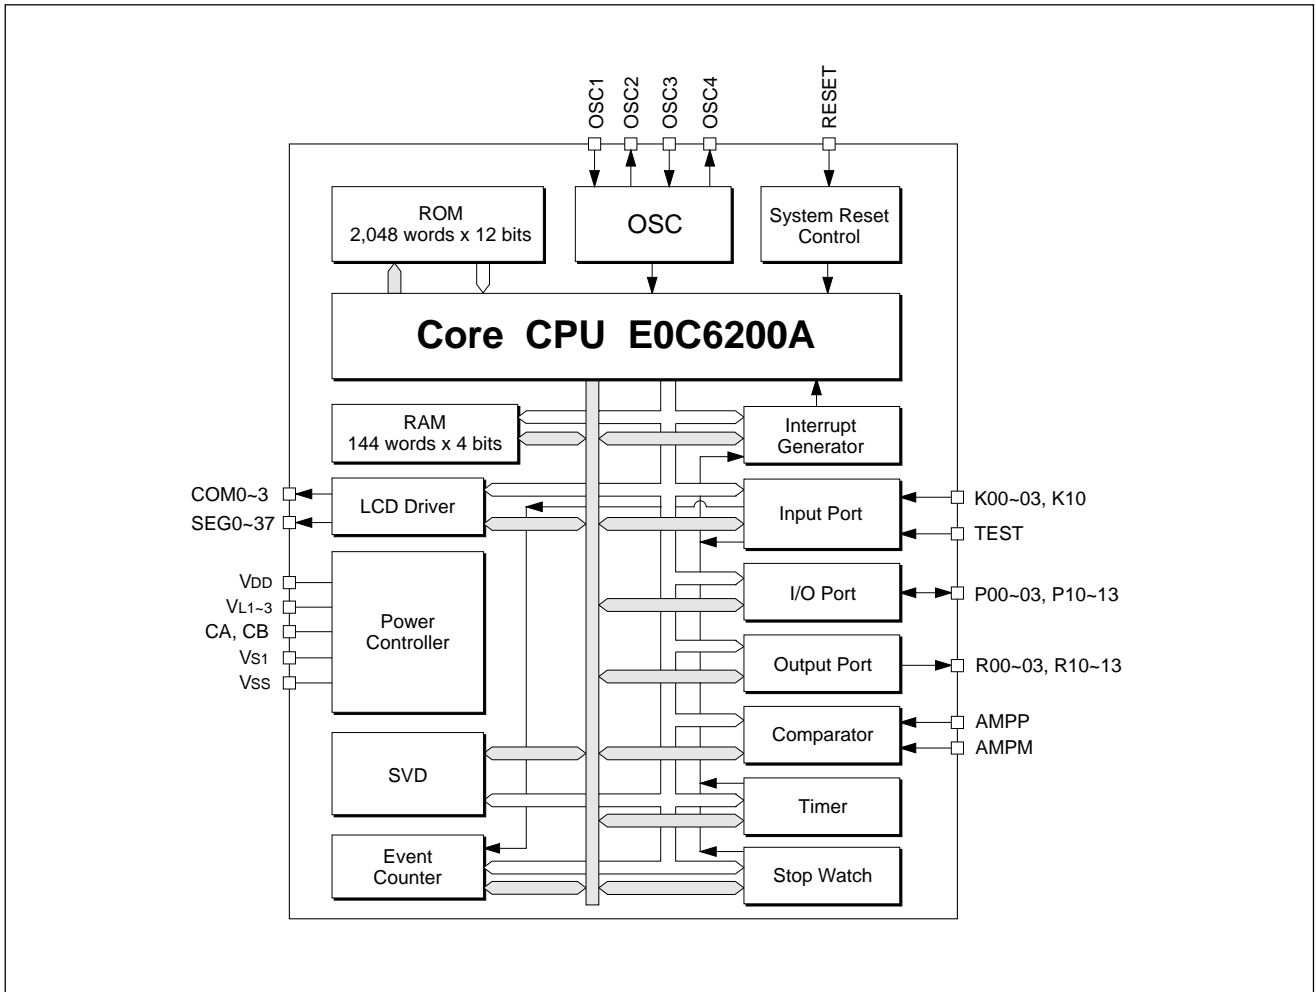 OSC1
OSC2
OSC3
OSC4
RESET
ROM
2,048 words x 12 bits
OSC
System Reset
Control
Core CPU E0C6200A
RAM
144 words x 4 bits
Interrupt
Generator
COM0~3
SEG0~37
LCD Driver
Input Port
K00~03, K10
TEST
VDD
VL1~3
CA, CB
VS1
VSS
Power
Controller
I/O Port
P00~03, P10~13
Output Port
R00~03, R10~13
Comparator
AMPP
AMPM
SVD
Timer
Event
Counter
Stop Watch